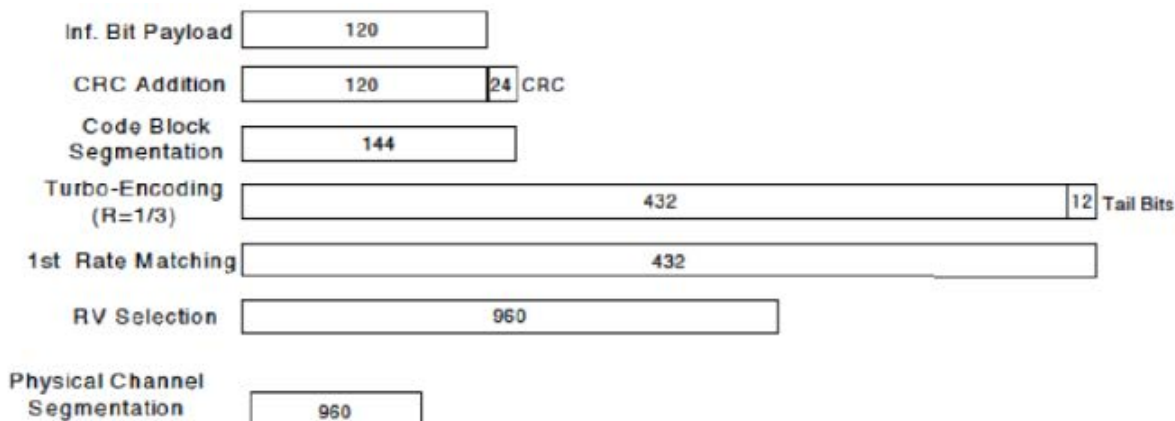 Inf. Bit Payload 120
CRC Addition 120 24 CRC
Code Block
Segmentation 144
Turbo-Encoding
(R=1/3) 432 12 Tail Bits
1st Rate Matching 432
RV Selection 960
Physical Channel
Segmentation 960